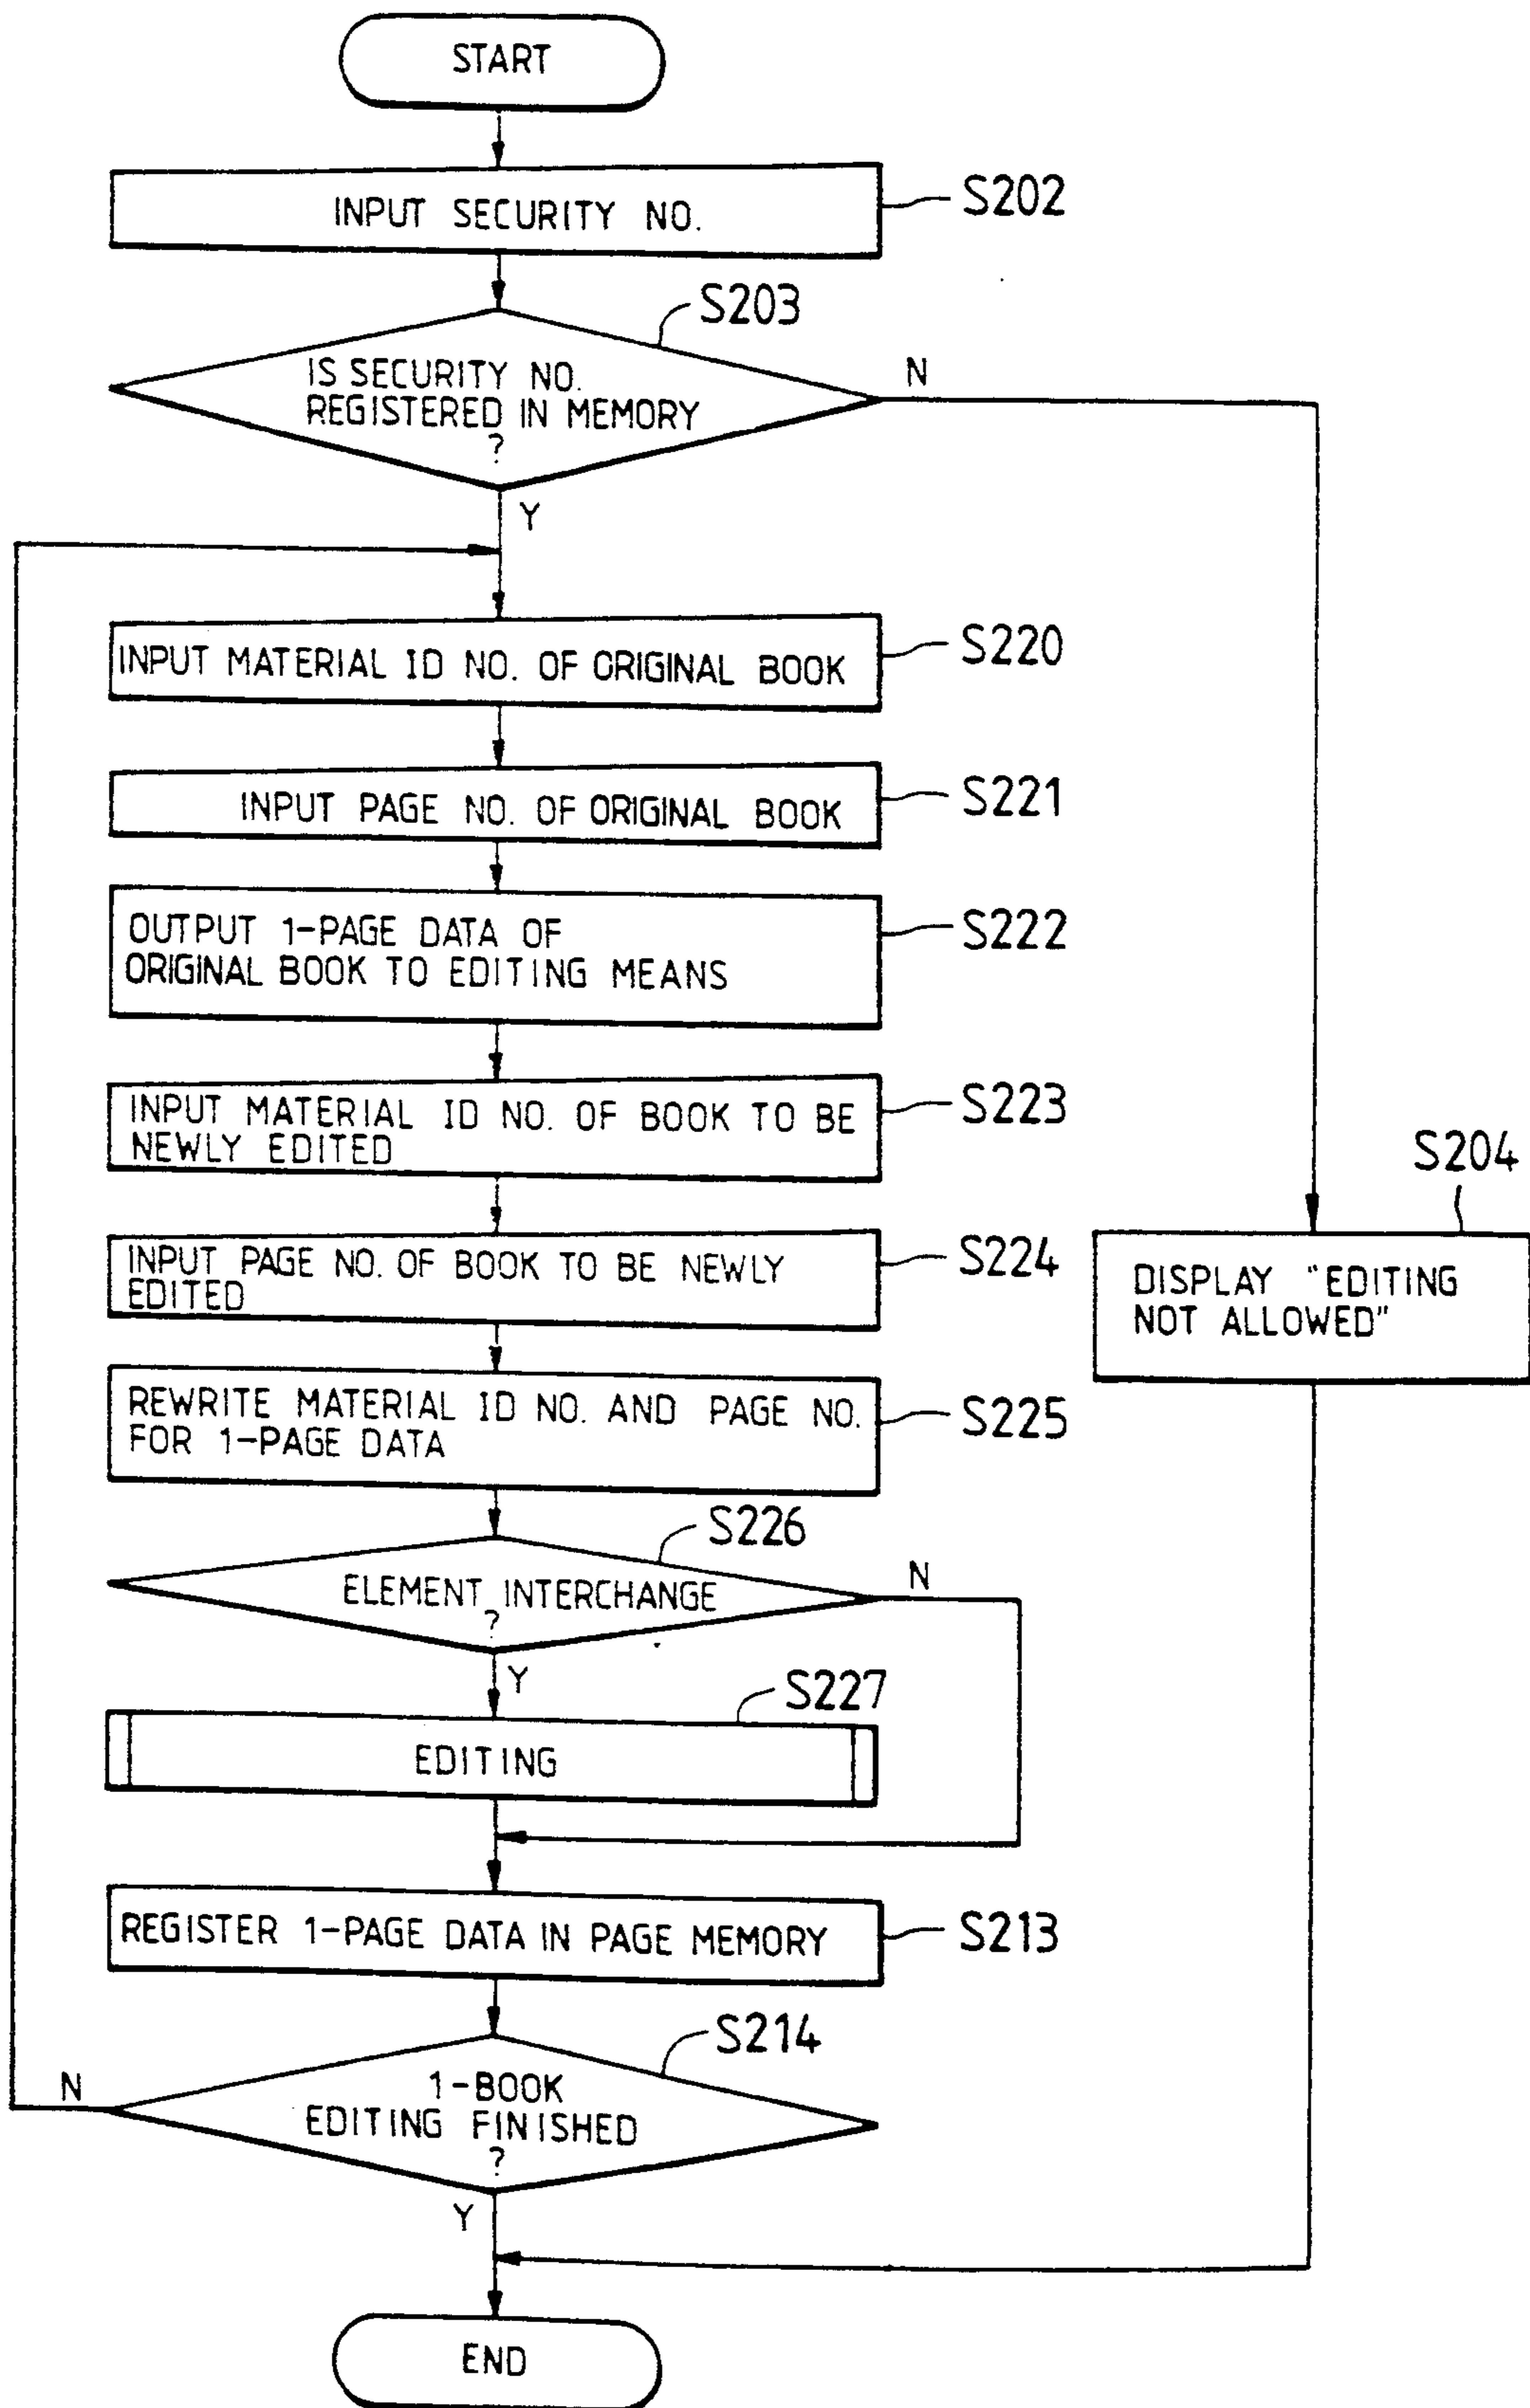 START
INPUT SECURITY NO.
S202
S203
IS SECURITY NO.
REGISTERED IN MEMORY
?
N
Y
INPUT MATERIAL ID NO. OF ORIGINAL BOOK
S220
INPUT PAGE NO. OF ORIGINAL BOOK
S221
OUTPUT 1-PAGE DATA OF
ORIGINAL BOOK TO EDITING MEANS
S222
INPUT MATERIAL ID NO. OF BOOK TO BE
NEWLY EDITED
S223
S204
DISPLAY "EDITING
NOT ALLOWED"
INPUT PAGE NO. OF BOOK TO BE NEWLY
EDITED
S224
REWRITE MATERIAL ID NO. AND PAGE NO.
FOR 1-PAGE DATA
S225
S226
ELEMENT INTERCHANGE
?
N
Y
S227
EDITING
REGISTER 1-PAGE DATA IN PAGE MEMORY
S213
S214
1-BOOK
EDITING FINISHED
?
N
Y
END